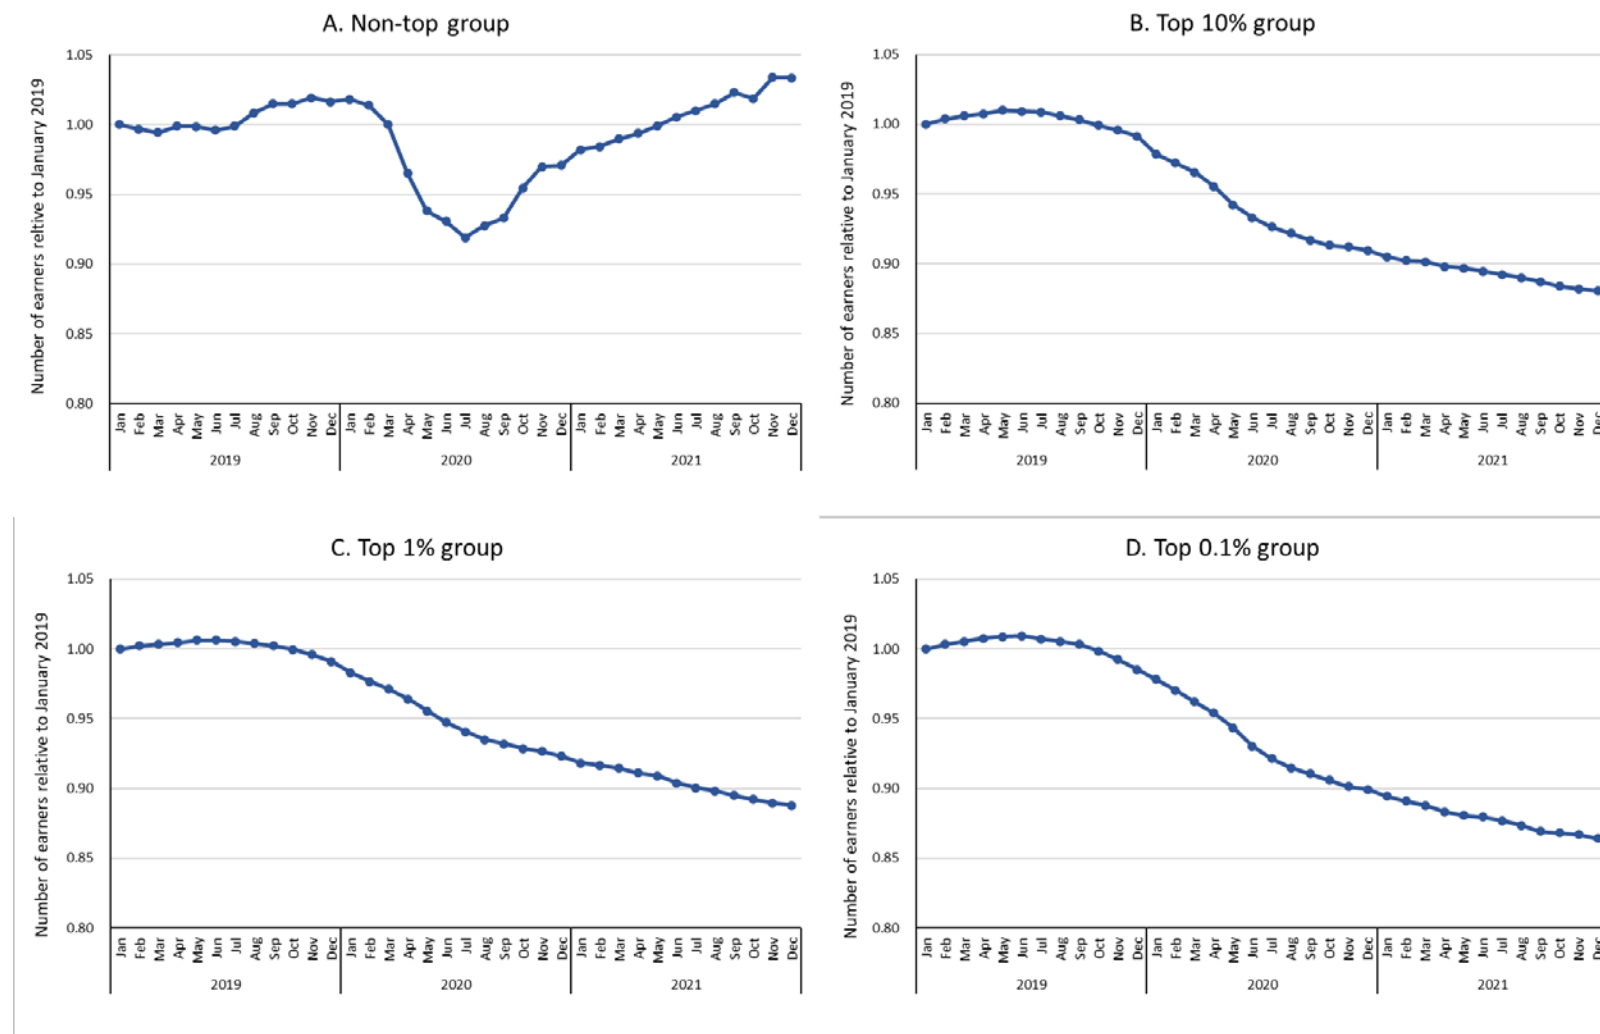 A. Non-top group
Number of earners reltive to January 2019
1.05
1.00
0.95
0.90
0.85
0.80
Jan Feb Mar Apr May Jun Jul Aug Sep Oct Nov Dec Jan Feb Mar Apr May Jun Jul Aug Sep Oct Nov Dec Jan Feb Mar Apr May Jun Jul Aug Sep Oct Nov Dec
2019 2020 2021
B. Top 10% group
Number of earners relative to January 2019
1.05
1.00
0.95
0.90
0.85
0.80
Jan Feb Mar Apr May Jun Jul Aug Sep Oct Nov Dec Jan Feb Mar Apr May Jun Jul Aug Sep Oct Nov Dec Jan Feb Mar Apr May Jun Jul Aug Sep Oct Nov Dec
2019 2020 2021
C. Top 1% group
Number of earners relative to January 2019
1.05
1.00
0.95
0.90
0.85
0.80
Jan Feb Mar Apr May Jun Jul Aug Sep Oct Nov Dec Jan Feb Mar Apr May Jun Jul Aug Sep Oct Nov Dec Jan Feb Mar Apr May Jun Jul Aug Sep Oct Nov Dec
2019 2020 2021
D. Top 0.1% group
Number of earners relative to January 2019
1.05
1.00
0.95
0.90
0.85
0.80
Jan Feb Mar Apr May Jun Jul Aug Sep Oct Nov Dec Jan Feb Mar Apr May Jun Jul Aug Sep Oct Nov Dec Jan Feb Mar Apr May Jun Jul Aug Sep Oct Nov Dec
2019 2020 2021